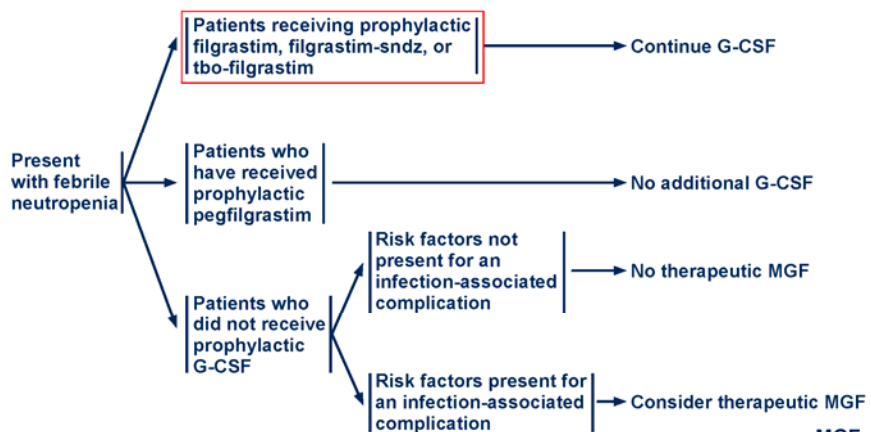 Patients receiving prophylactic
filgrastim, filgrastim-sndz, or
tbo-filgrastim
Continue G-CSF
Present
with febrile
neutropenia
Patients who
have received
prophylactic
pegfilgrastim
No additional G-CSF
Patients who
did not receive
prophylactic
G-CSF
Risk factors not
present for an
infection-associated
complication
No therapeutic MGF
Risk factors present for
an infection-associated
complication
Consider therapeutic MGF